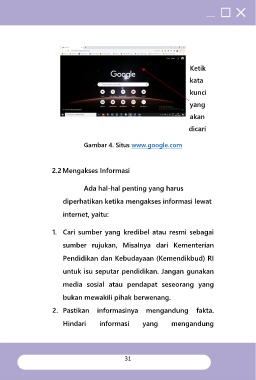 Google
Ketik
kata
kunci
yang
akan
dicari
Gambar 4. Situs www.google.com
2.2 Mengakses Informasi
Ada hal-hal penting yang harus
diperhatikan ketika mengakses informasi lewat
internet, yaitu:
1. Cari sumber yang kredibel atau resmi sebagai
sumber rujukan, Misalnya dari Kementerian
Pendidikan dan Kebudayaan (Kemendikbud) RI
untuk isu seputar pendidikan. Jangan gunakan
media sosial atau pendapat seseorang yang
bukan mewakili pihak berwenang.
2. Pastikan informasinya mengandung fakta.
Hindari informasi yang mengandung
31